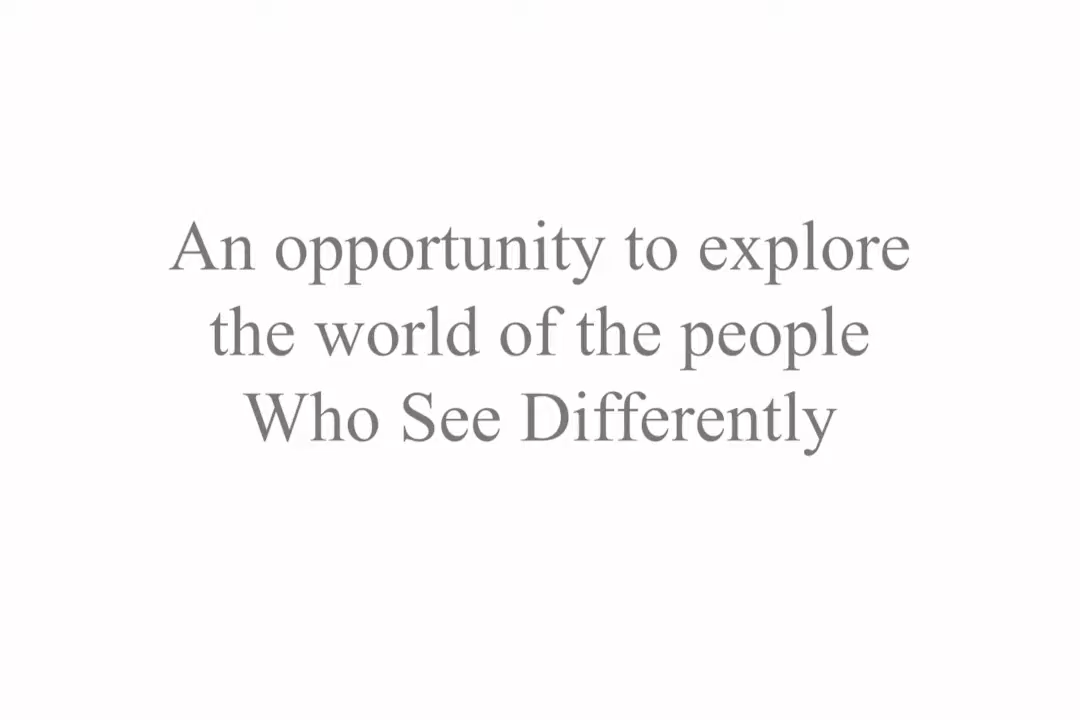 An opportunity to explore
the world of the people
Who See Differently